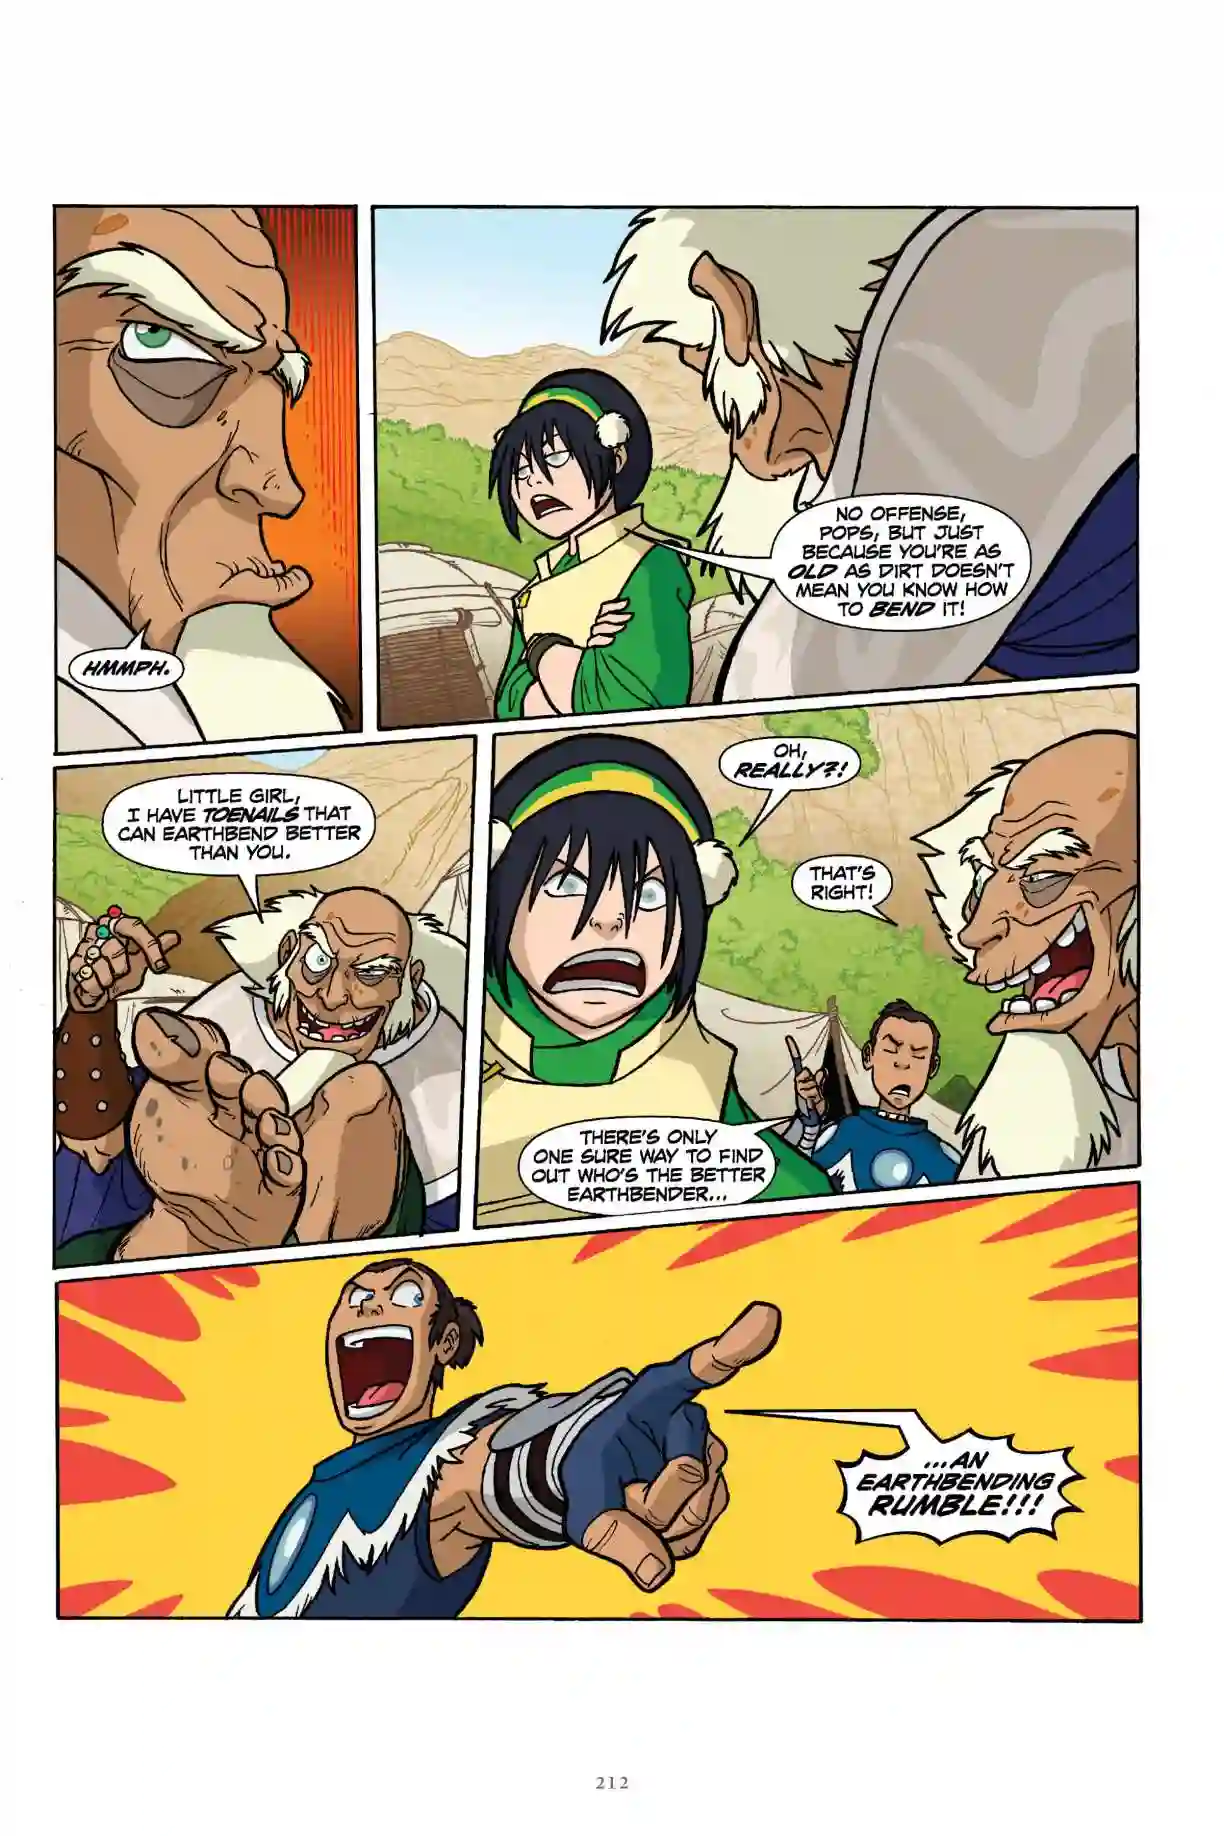 HMMPH.
NO OFFENSE,
POPS, BUT JUST
BECAUSE YOU'RE AS
OLD AS DIRT DOESN'T
MEAN YOU KNOW HOW
TO BEND IT!
LITTLE GIRL,
I HAVE TOENAILS THAT
CAN EARTHBEND BETTER
THAN YOU.
OH,
REALLY?!
THAT'S
RIGHT!
THERE'S ONLY
ONE SURE WAY TO FIND
OUT WHO'S THE BETTER
EARTHBENDER...
...AN
EARTHBENDING
RUMBLE!!!
212